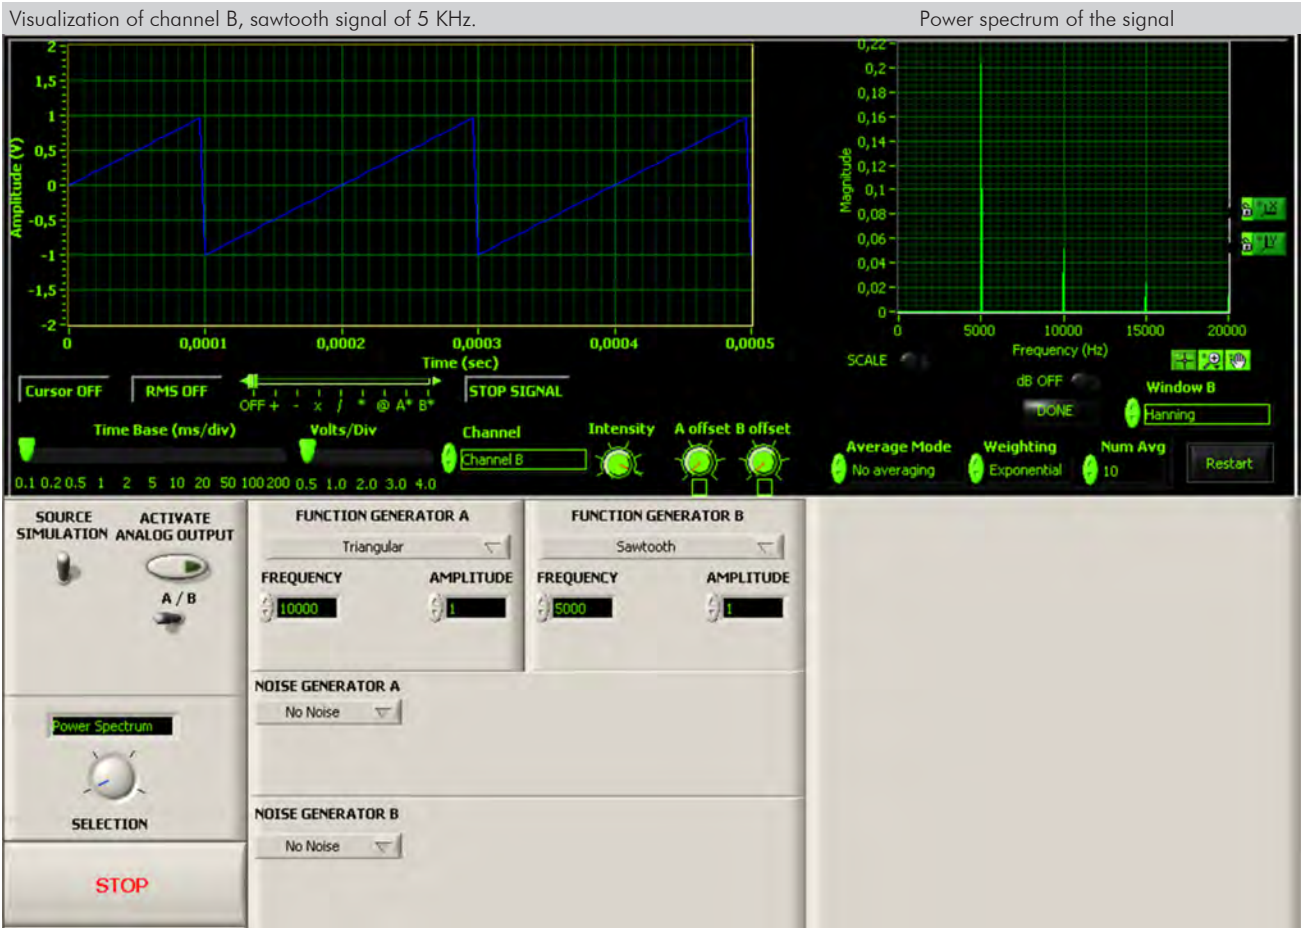 Visualization of channel B, sawtooth signal of 5 KHz.
Power spectrum of the signal
2
1,5
1
0,5
0
-0,5
-1
-1,5
-2
Amplitude (V)
0 0,0001 0,0002 0,0003 0,0004 0,0005
Time (sec)
0,22
0,2
0,18
0,16
0,14
0,12
0,1
0,08
0,06
0,04
0,02
0
Magnitude
0 5000 10000 15000 20000
Frequency (Hz)
X
Y
Cursor OFF
RMS OFF
OFF + - x / * @ A* B*
STOP SIGNAL
SCALE
dB OFF
DONE
Window B
Hanning
Time Base (ms/div)
0.1 0.2 0.5 1 2 5 10 20 50 100 200
Volts/Div
0.5 1.0 2.0 3.0 4.0
Channel
Channel B
Intensity
A offset B offset
Average Mode
No averaging
Weighting
Exponential
Num Avg
10
Restart
SOURCE
SIMULATION
ACTIVATE
ANALOG OUTPUT
A / B
FUNCTION GENERATOR A
Triangular
FREQUENCY AMPLITUDE
10000 1
FUNCTION GENERATOR B
Sawtooth
FREQUENCY AMPLITUDE
5000 1
NOISE GENERATOR A
No Noise
Power Spectrum
SELECTION
NOISE GENERATOR B
No Noise
STOP